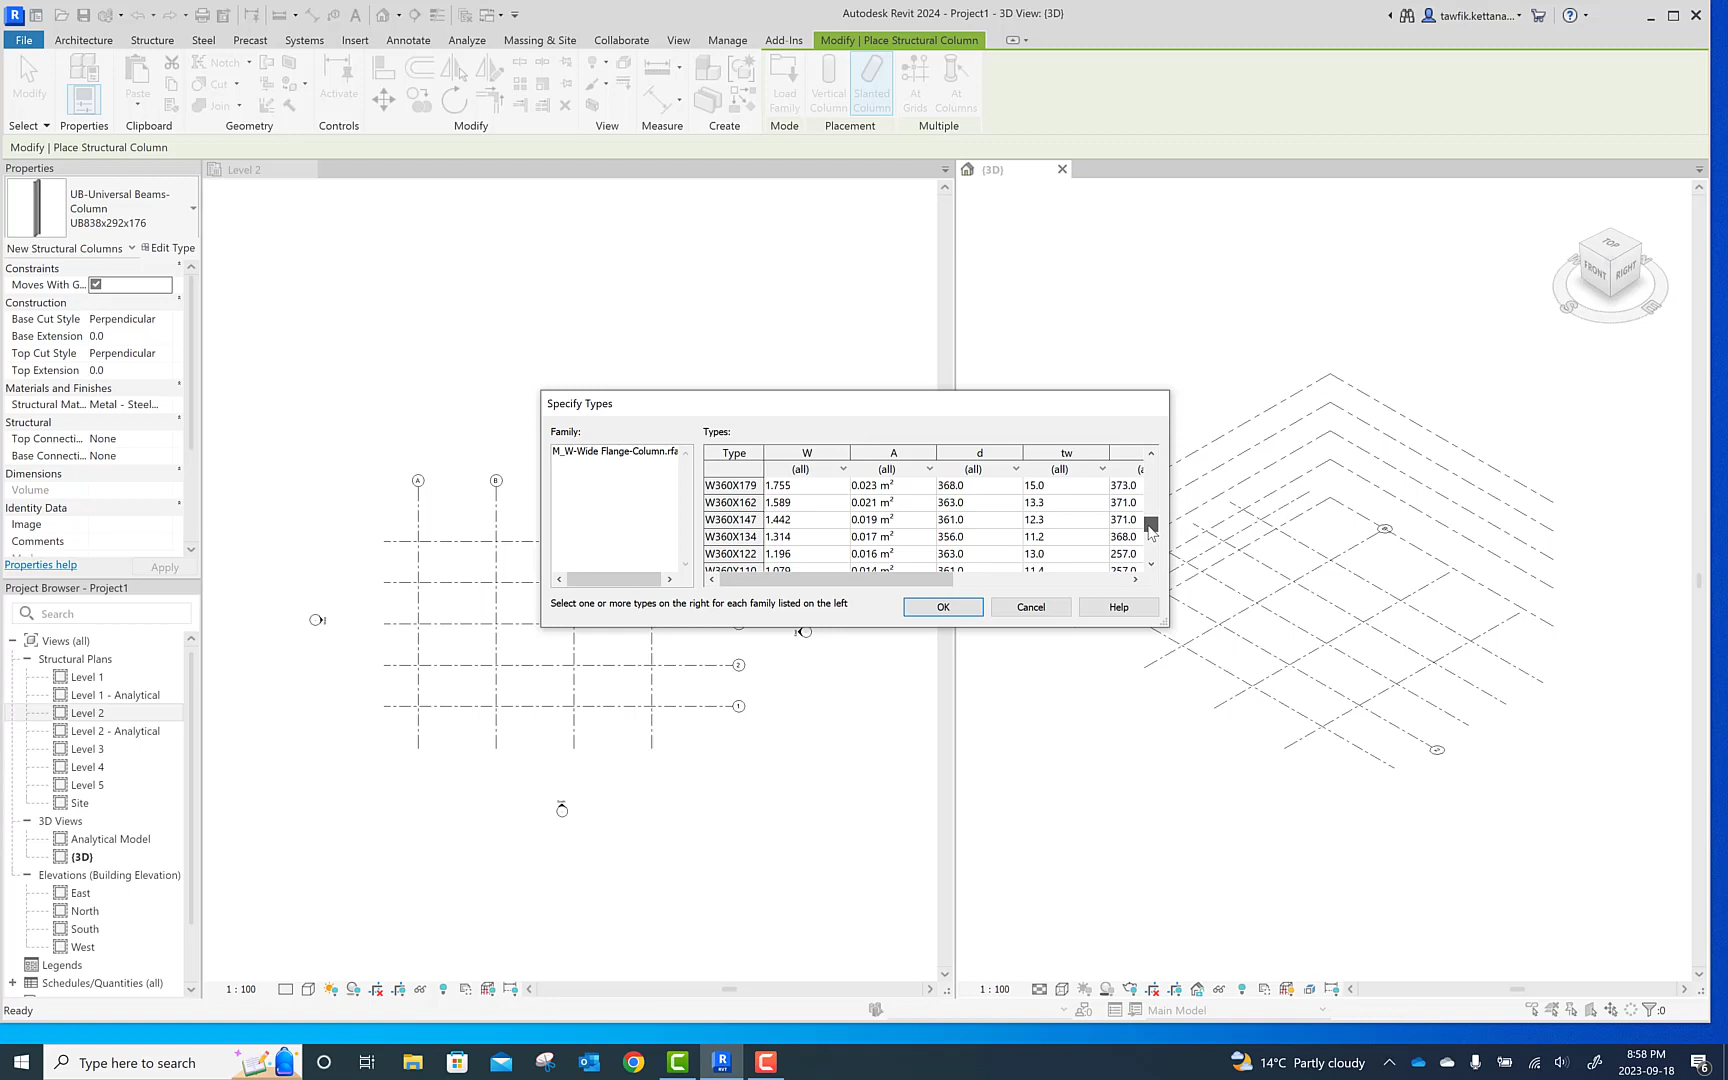 Autodesk Revit 2024 - Project1 - 3D View: {3D}
tawfik.kettana...
File Architecture Structure Steel Precast Systems Insert Annotate Analyze Massing & Site Collaborate View Manage Add-Ins Modify | Place Structural Column
Modify Paste Notch Cut Join Activate Load Family Vertical Column Slanted Column At Grids At Columns
Select Properties Clipboard Geometry Controls Modify View Measure Create Mode Placement Multiple
Modify | Place Structural Column
Properties
Level 2
{3D}
UB-Universal Beams-Column
UB838x292x176
New Structural Columns Edit Type
Constraints
Moves With G...
Construction
Base Cut Style Perpendicular
Base Extension 0.0
Top Cut Style Perpendicular
Top Extension 0.0
Materials and Finishes
Structural Mat... Metal - Steel...
Structural
Top Connecti... None
Base Connecti... None
Dimensions
Volume
Identity Data
Image
Comments
Properties help Apply
Project Browser - Project1
Search
Views (all)
Structural Plans
Level 1
Level 1 - Analytical
Level 2
Level 2 - Analytical
Level 3
Level 4
Level 5
Site
3D Views
Analytical Model
{3D}
Elevations (Building Elevation)
East
North
South
West
Legends
Schedules/Quantities (all)
A B
2
1
TOP
FRONT RIGHT
S E
Specify Types
Family: Types:
M_W-Wide Flange-Column.rfa
Type W A d tw
(all) (all) (all) (all) (a
W360X179 1.755 0.023 m² 368.0 15.0 373.0
W360X162 1.589 0.021 m² 363.0 13.3 371.0
W360X147 1.442 0.019 m² 361.0 12.3 371.0
W360X134 1.314 0.017 m² 356.0 11.2 368.0
W360X122 1.196 0.016 m² 363.0 13.0 257.0
W360X110 1.079 0.014 m² 361.0 11.4 257.0
Select one or more types on the right for each family listed on the left
OK Cancel Help
1 : 100
1 : 100
Ready
Main Model
:0
Type here to search
14°C Partly cloudy
8:58 PM
2023-09-18
6